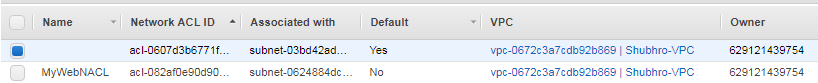 Name Network ACL ID Associated with Default VPC Owner
acl-0607d3b6771f... subnet-03bd42ad... Yes vpc-0672c3a7cdb92b869 | Shubhro-VPC 629121439754
MyWebNACL acl-082af0e90d90... subnet-0624884dc... No vpc-0672c3a7cdb92b869 | Shubhro-VPC 629121439754